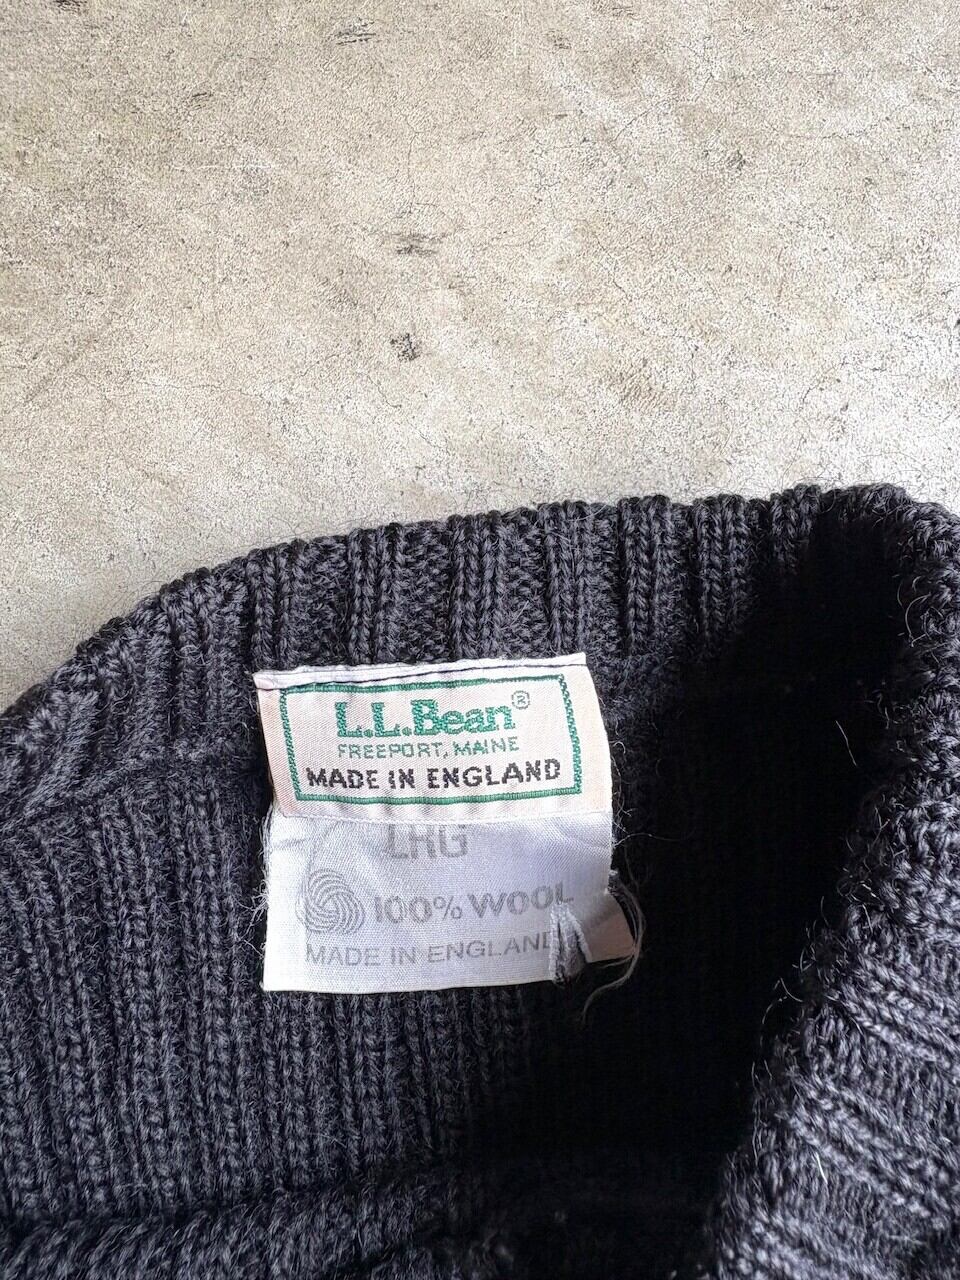 L.L.Bean®
FREEPORT, MAINE
MADE IN ENGLAND
LRG
100% WOOL
MADE IN ENGLAND